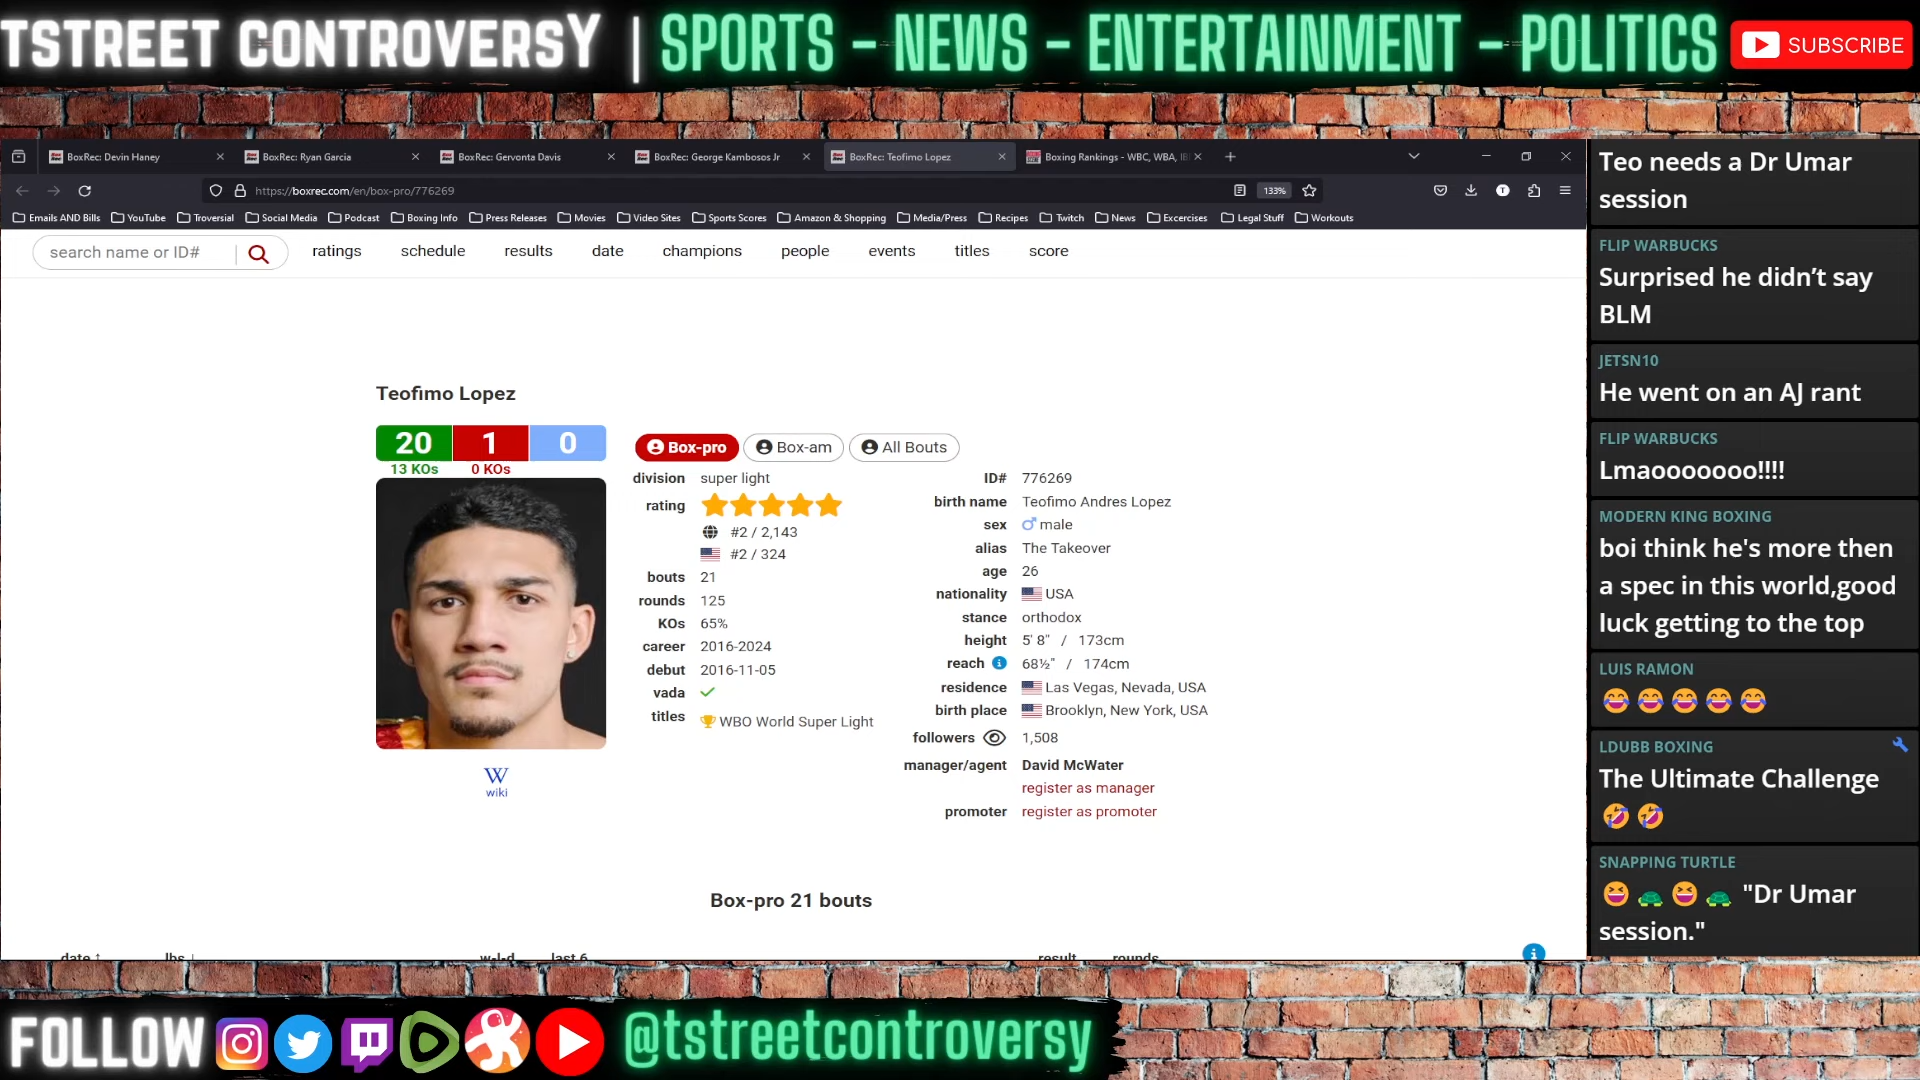 TSTREET CONTROVERSY | SPORTS - NEWS - ENTERTAINMENT - POLITICS
SUBSCRIBE
BoxRec: Devin Haney
BoxRec: Ryan Garcia
BoxRec: Gervonta Davis
BoxRec: George Kambosos Jr
BoxRec: Teofimo Lopez
Boxing Rankings - WBC, WBA, IB
https://boxrec.com/en/box-pro/776269
133%
Emails AND Bills
YouTube
Troversial
Social Media
Podcast
Boxing Info
Press Releases
Movies
Video Sites
Sports Scores
Amazon & Shopping
Media/Press
Recipes
Twitch
News
Excercises
Legal Stuff
Workouts
search name or ID#
ratings
schedule
results
date
champions
people
events
titles
score
Teofimo Lopez
20 1 0
13 KOs 0 KOs
W
wiki
Box-pro
Box-am
All Bouts
division super light
rating
#2 / 2,143
#2 / 324
bouts 21
rounds 125
KOs 65%
career 2016-2024
debut 2016-11-05
vada
titles WBO World Super Light
ID# 776269
birth name Teofimo Andres Lopez
sex male
alias The Takeover
age 26
nationality USA
stance orthodox
height 5' 8" / 173cm
reach 68½" / 174cm
residence Las Vegas, Nevada, USA
birth place Brooklyn, New York, USA
followers 1,508
manager/agent David McWater
register as manager
promoter register as promoter
Box-pro 21 bouts
date lbs w-l-d last 6 result rounds
Teo needs a Dr Umar
session
FLIP WARBUCKS
Surprised he didn’t say
BLM
JETSN10
He went on an AJ rant
FLIP WARBUCKS
Lmaooooooo!!!!
MODERN KING BOXING
boi think he's more then
a spec in this world,good
luck getting to the top
LUIS RAMON
😂😂😂😂😂
LDUBB BOXING
The Ultimate Challenge
🤣🤣
SNAPPING TURTLE
😆🐢😆🐢 "Dr Umar
session."
FOLLOW
@tstreetcontroversy